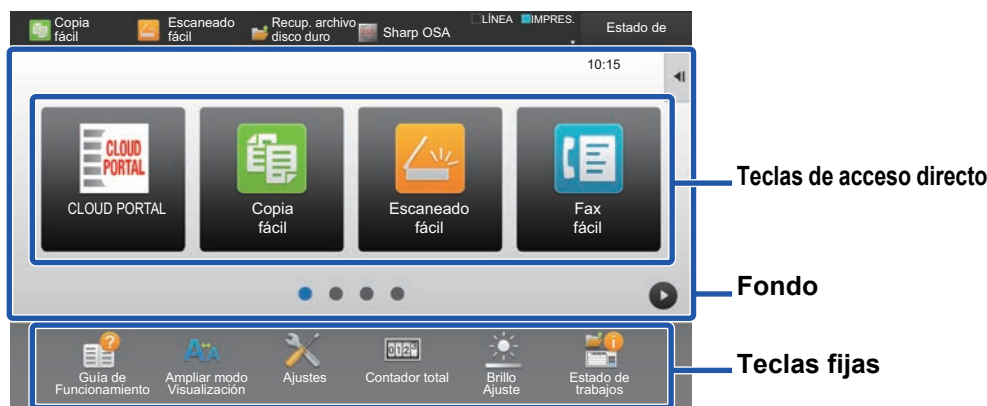 Copia
fácil
Escaneado
fácil
Recup. archivo
disco duro
Sharp OSA
LÍNEA
IMPRES.
Estado de
10:15
CLOUD
PORTAL
CLOUD PORTAL
Copia
fácil
Escaneado
fácil
Fax
fácil
Teclas de acceso directo
Fondo
Guía de
Funcionamiento
Ampliar modo
Visualización
Ajustes
Contador total
Brillo
Ajuste
Estado de
trabajos
Teclas fijas